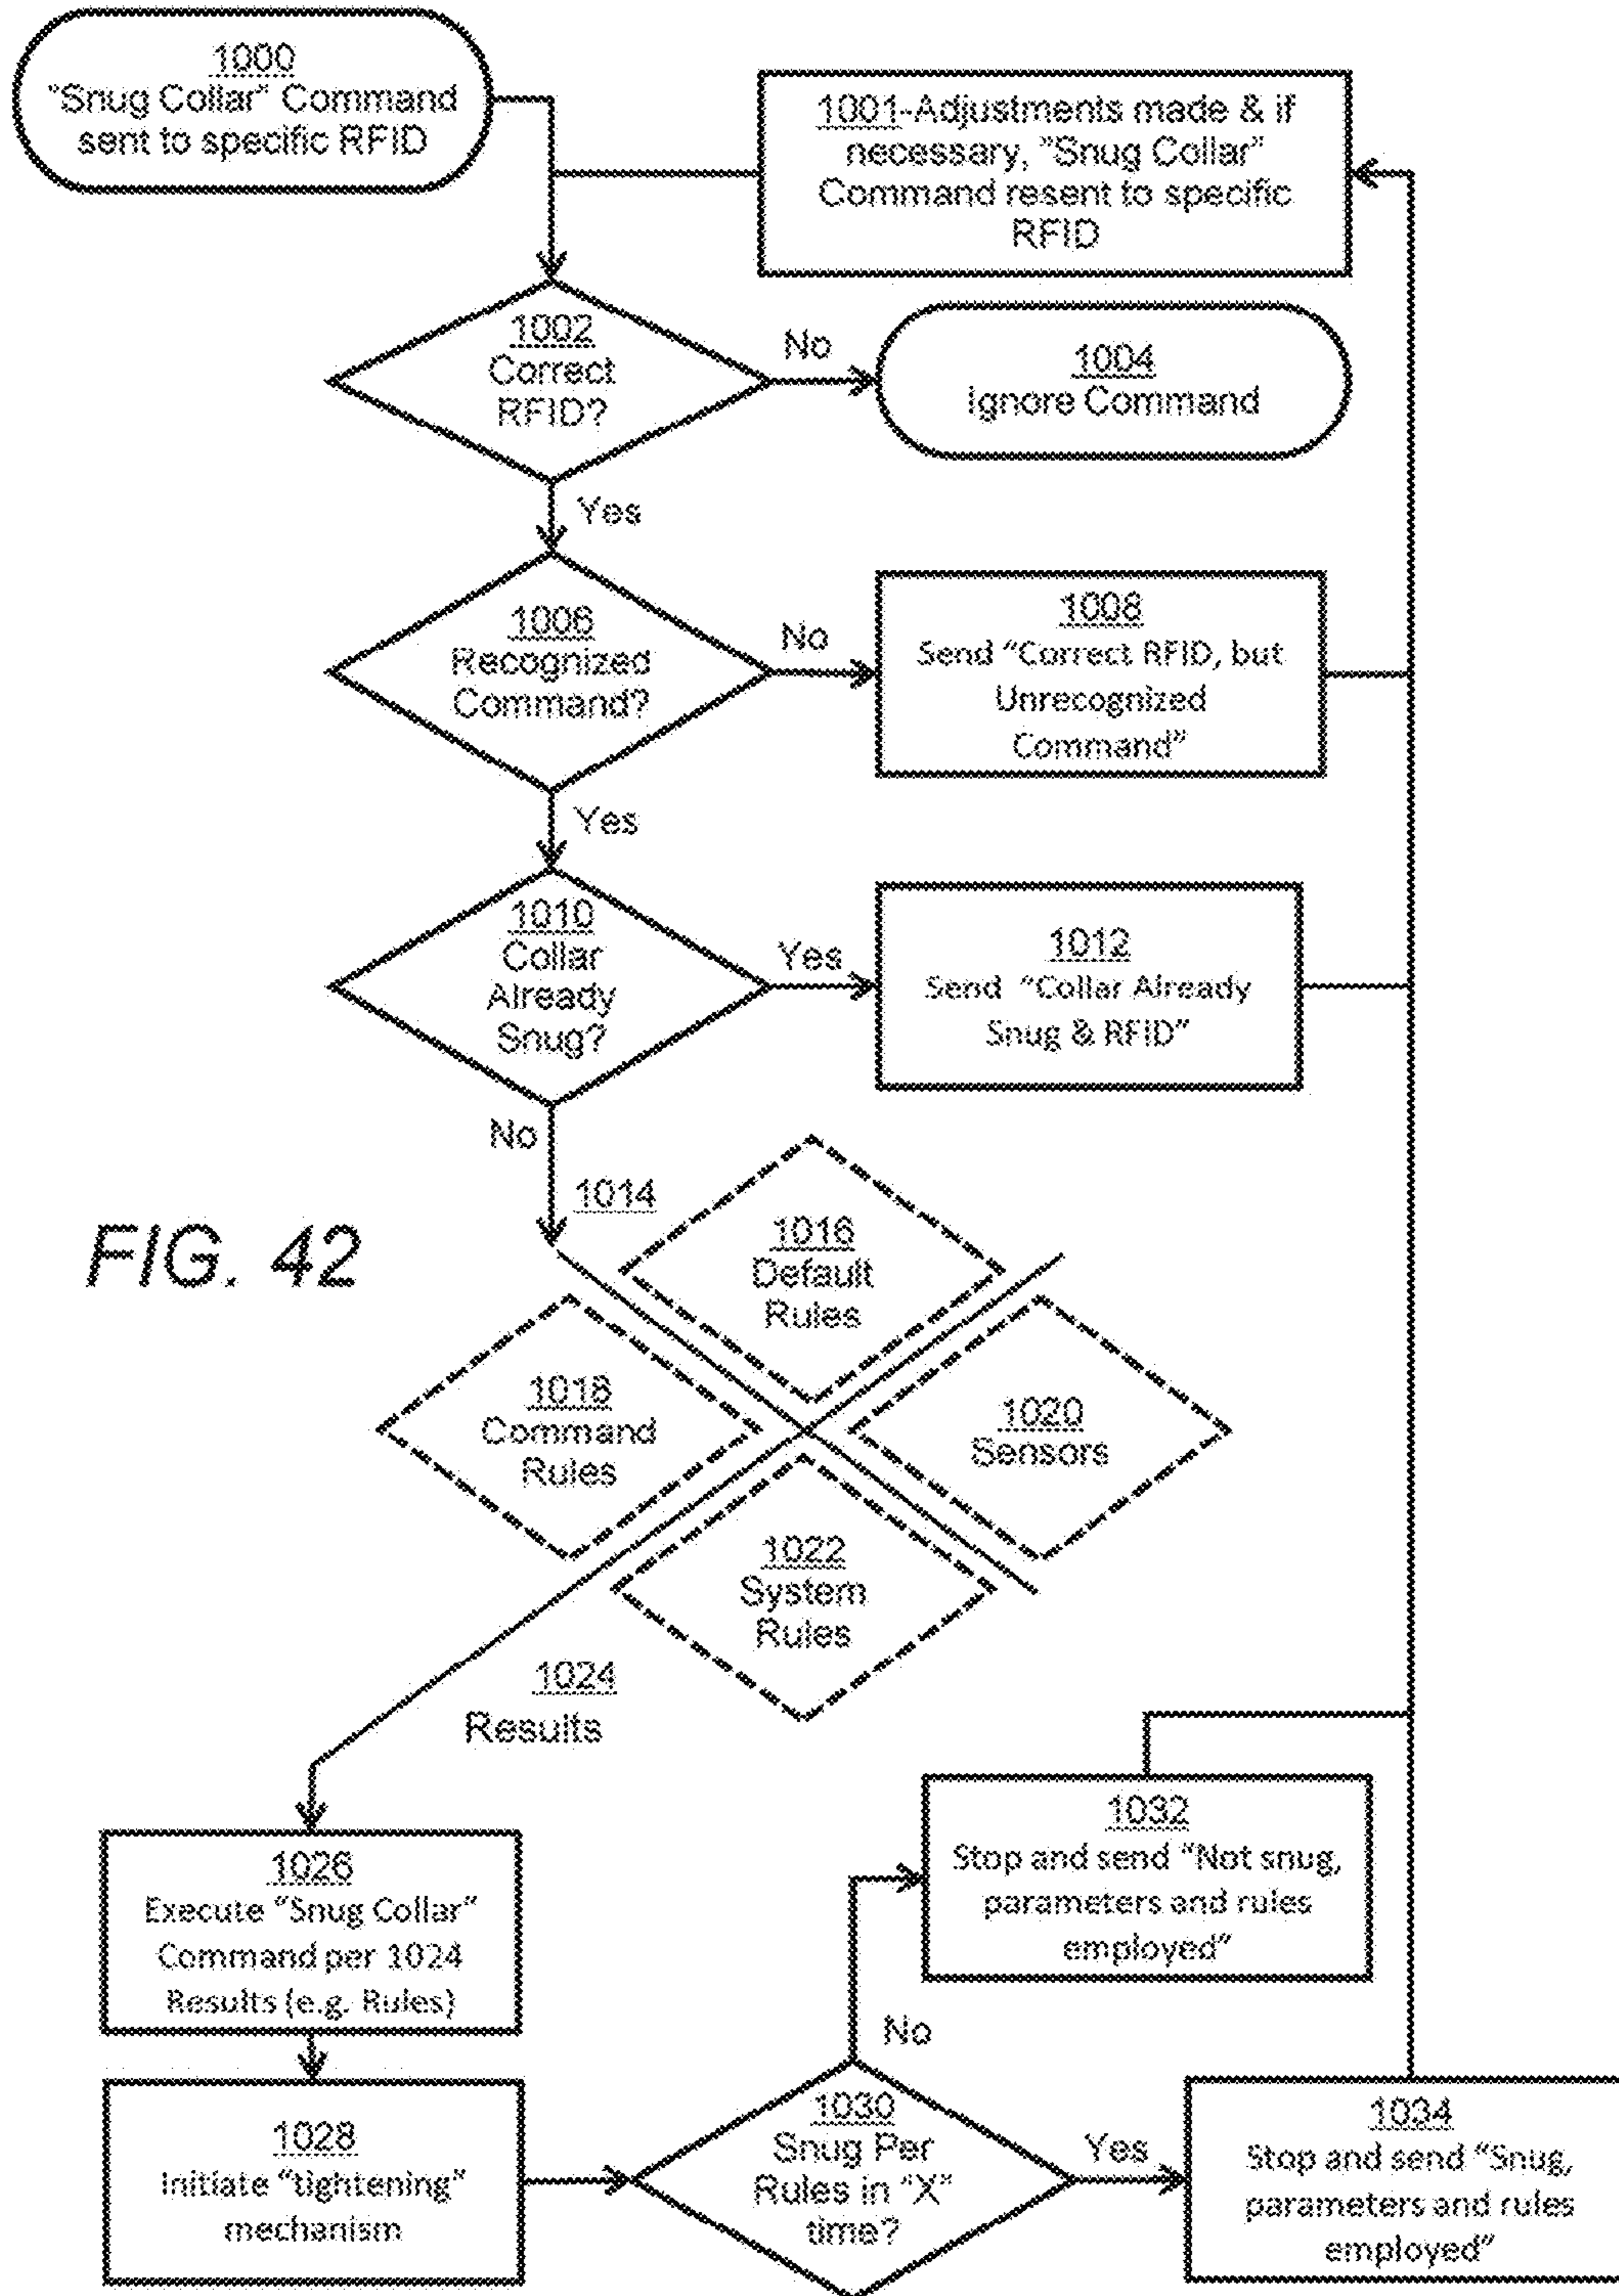 1000
"Snug Collar" Command
sent to specific RFID
1001-Adjustments made & if
necessary, "Snug Collar"
Command resent to specific
RFID
1002
Correct
RFID?
No
1004
Ignore Command
Yes
1006
Recognized
Command?
No
1008
Send “Correct RFID, but
Unrecognized
Command”
Yes
1010
Collar
Already
Snug?
Yes
1012
Send “Collar Already
Snug & RFID”
No
1014
FIG. 42
1016
Default
Rules
1018
Command
Rules
1020
Sensors
1022
System
Rules
1024
Results
1026
Execute “Snug Collar”
Command per 1024
Results (e.g. Rules)
1028
Initiate “tightening”
mechanism
1030
Snug Per
Rules in "X"
time?
No
1032
Stop and send “Not snug,
parameters and rules
employed”
Yes
1034
Stop and send “Snug,
parameters and rules
employed”